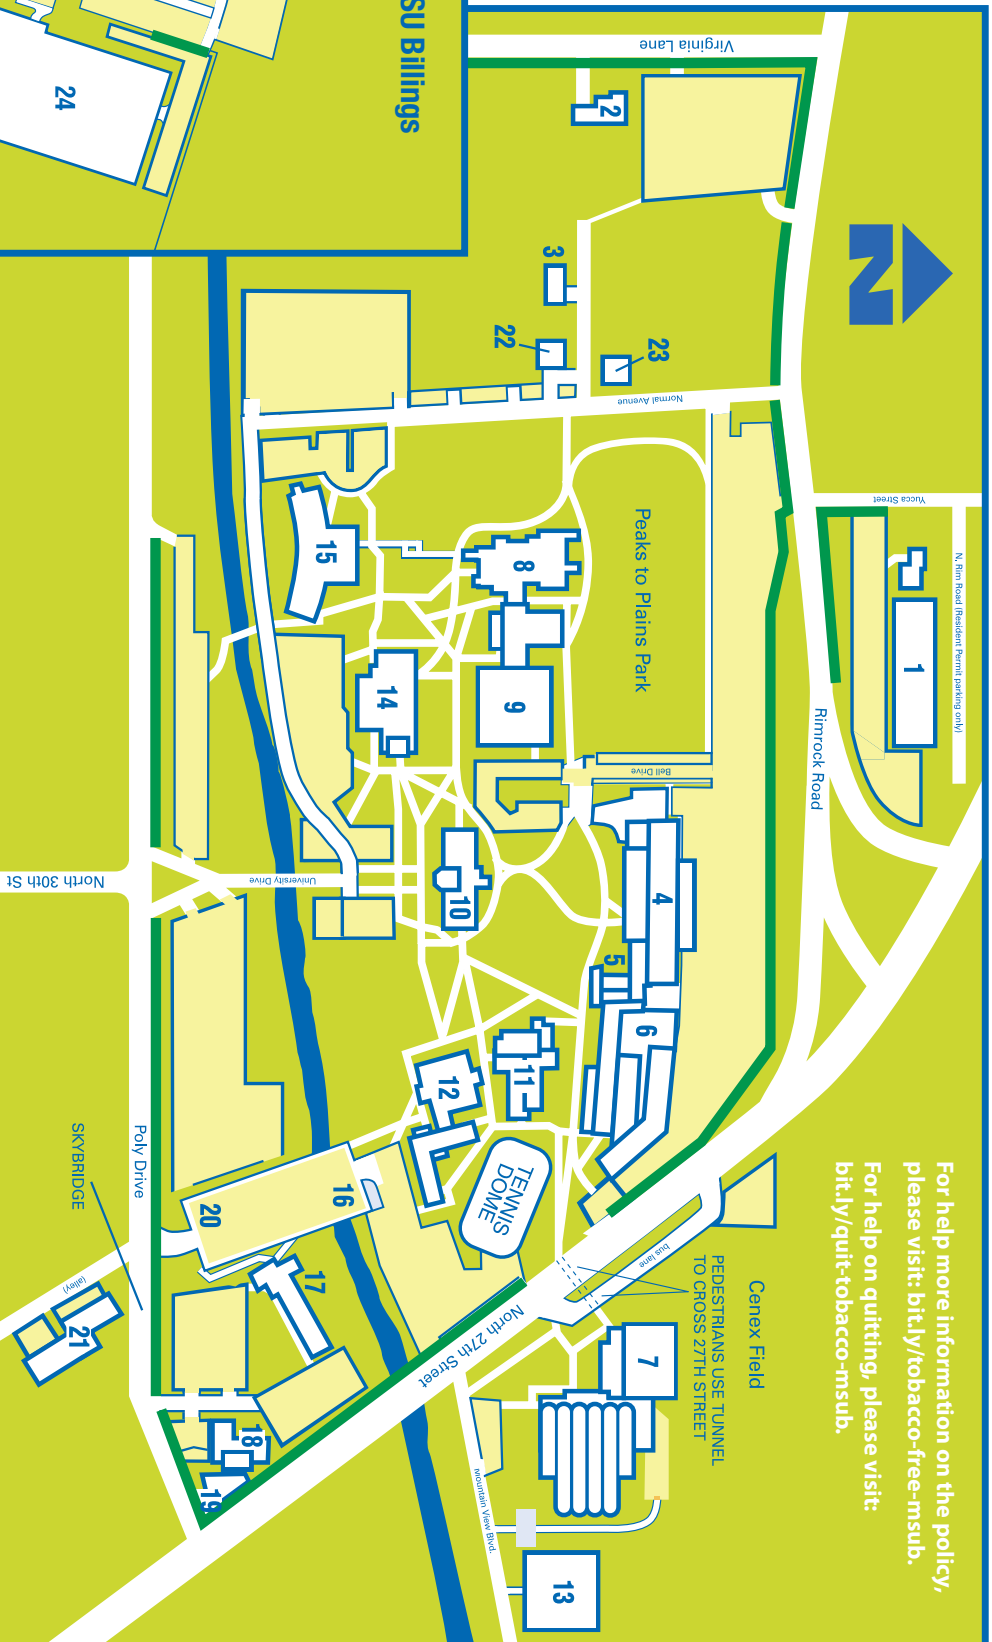 SU Billings
24
Virginia Lane
2
N
3
22
23
Normal Avenue
Yucca Street
N. Rim Road (Resident Permit parking only)
1
Peaks to Plains Park
Rimrock Road
15
8
9
14
Bell Drive
10
4
5
6
North 30th St
University Drive
11
12
TENNIS
DOME
16
20
17
Poly Drive
SKYBRIDGE
(alley)
21
18
19
North 27th Street
bus lane
PEDESTRIANS USE TUNNEL
TO CROSS 27TH STREET
Cenex Field
7
Mountain View Blvd.
13
For help more information on the policy,
please visit: bit.ly/tobacco-free-msub.
For help on quitting, please visit:
bit.ly/quit-tobacco-msub.